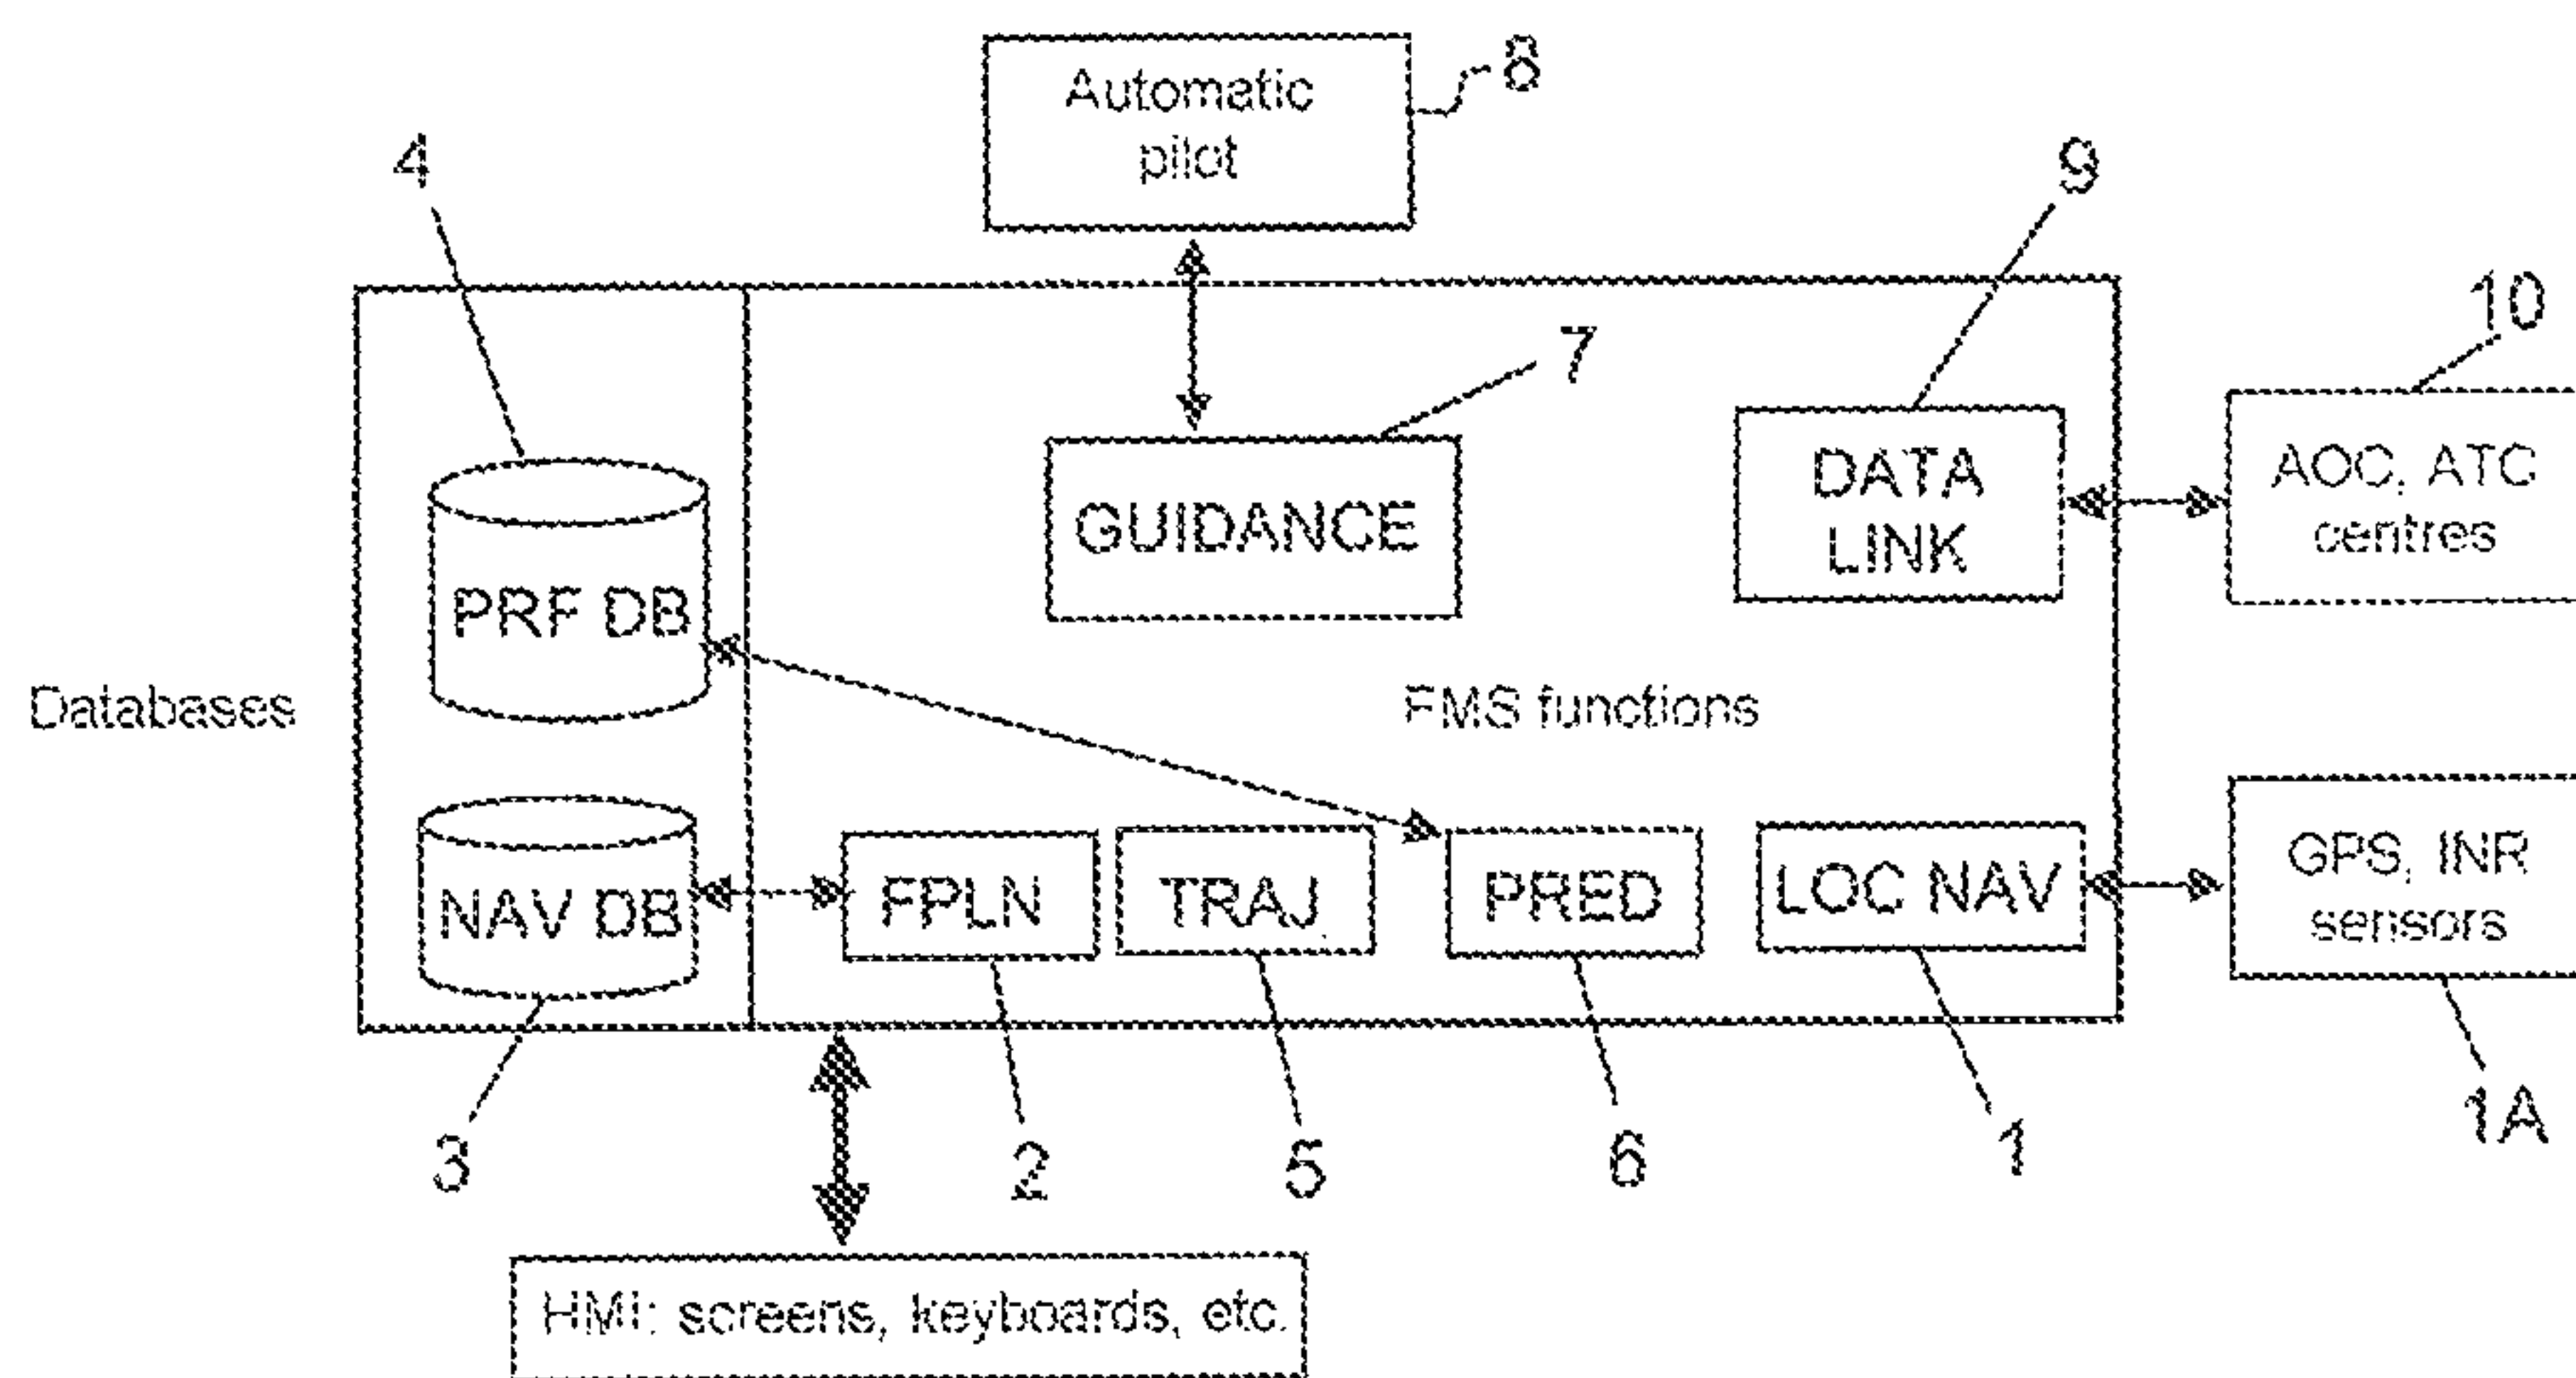 Automatic
pilot
8
4
9
10
7
DATA
LINK
AOC, ATC
centres
GUIDANCE
PRF DB
Databases
FMS functions
NAV DB
FPLN
TRAJ
PRED
LOC NAV
GPS, INR
sensors
3
2
5
6
1
1A
HMI: screens, keyboards, etc.